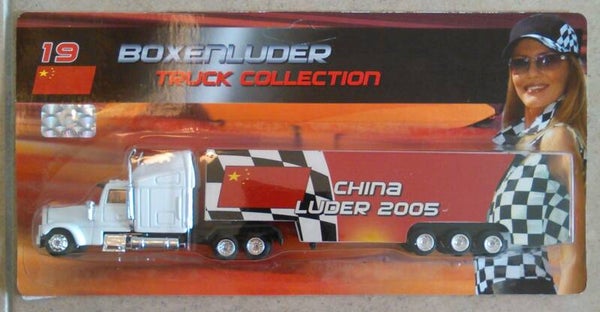 19
BOXENLUDER
TRUCK COLLECTION
CHINA
LUDER 2005